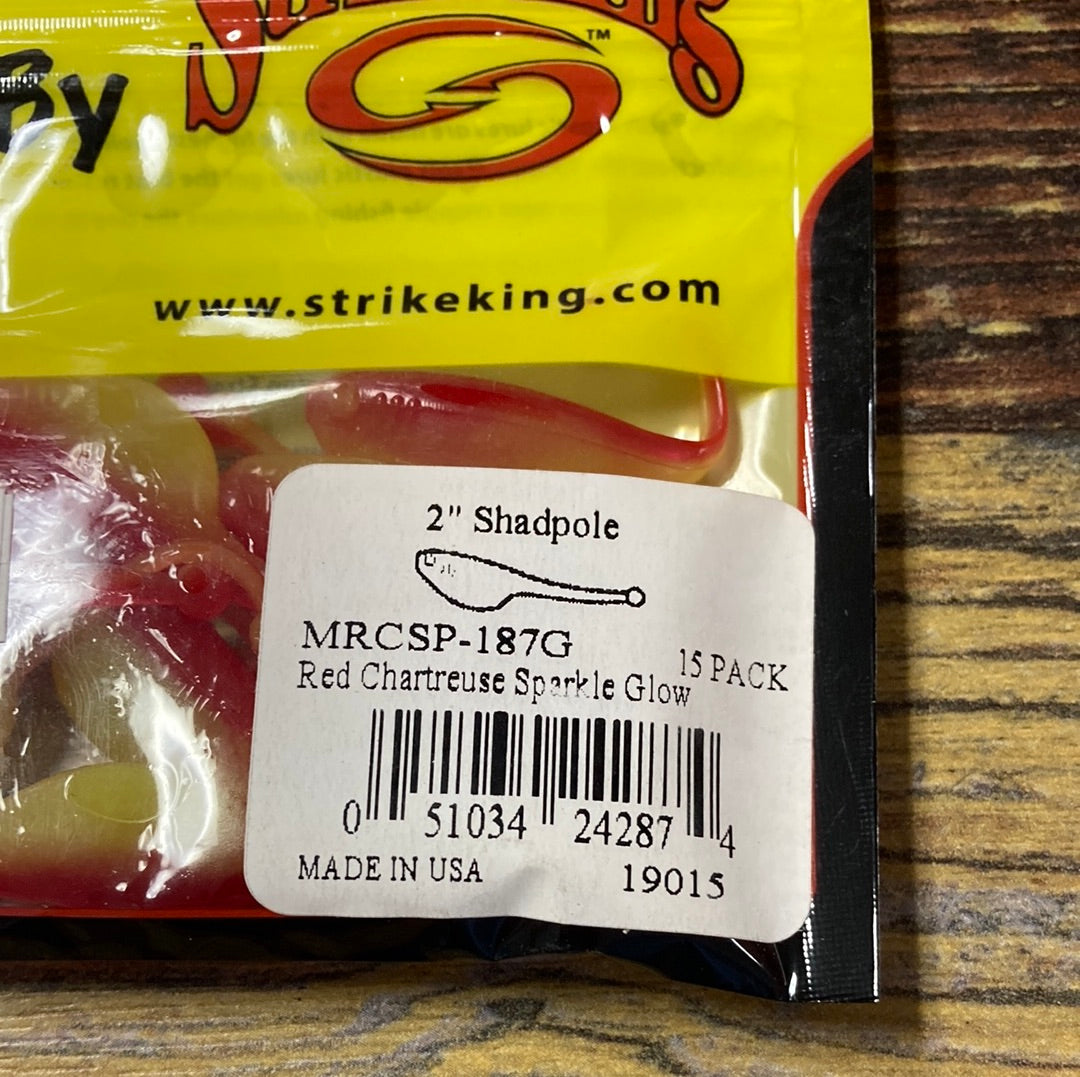 By
TM
www.strikeking.com
2" Shadpole
MRCSP-187G
15 PACK
Red Chartreuse Sparkle Glow
0 51034 24287 4
MADE IN USA 19015